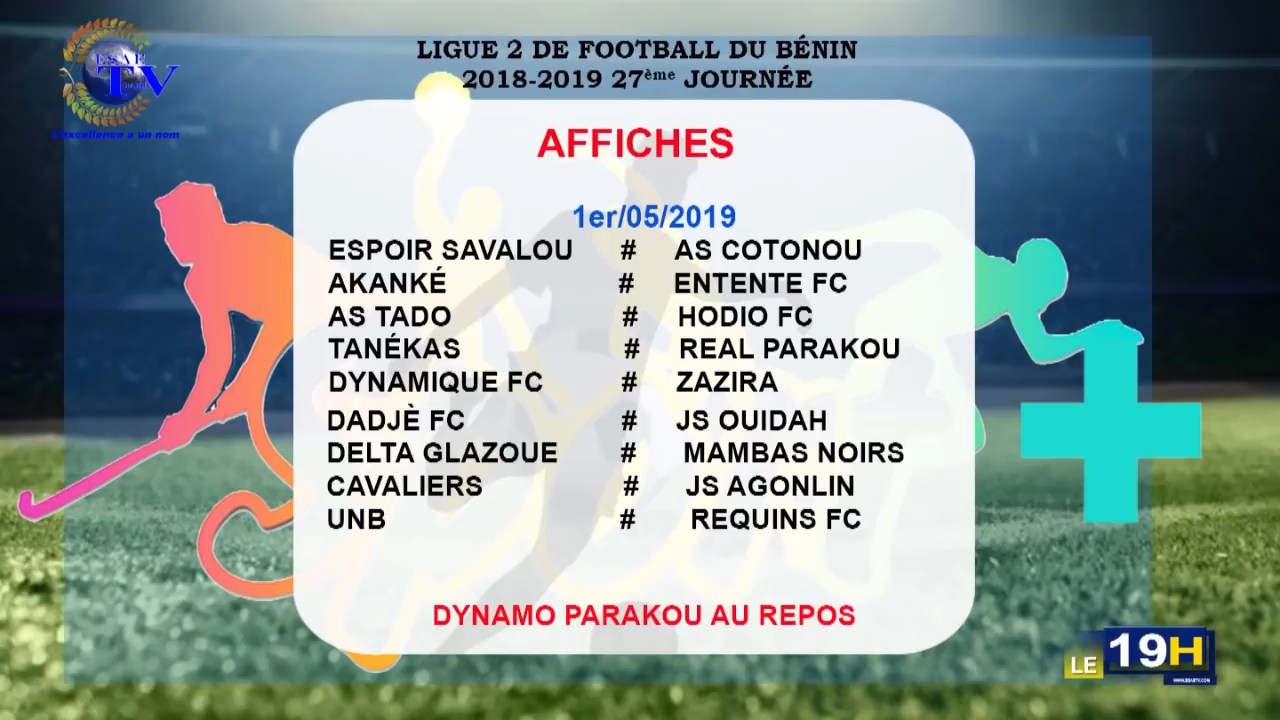 ESAE
TV
L'excellence a un nom
LIGUE 2 DE FOOTBALL DU BÉNIN
2018-2019 27ème JOURNÉE
AFFICHES
1er/05/2019
ESPOIR SAVALOU # AS COTONOU
AKANKÉ # ENTENTE FC
AS TADO # HODIO FC
TANÉKAS # REAL PARAKOU
DYNAMIQUE FC # ZAZIRA
DADJÈ FC # JS OUIDAH
DELTA GLAZOUE # MAMBAS NOIRS
CAVALIERS # JS AGONLIN
UNB # REQUINS FC
DYNAMO PARAKOU AU REPOS
LE 19H